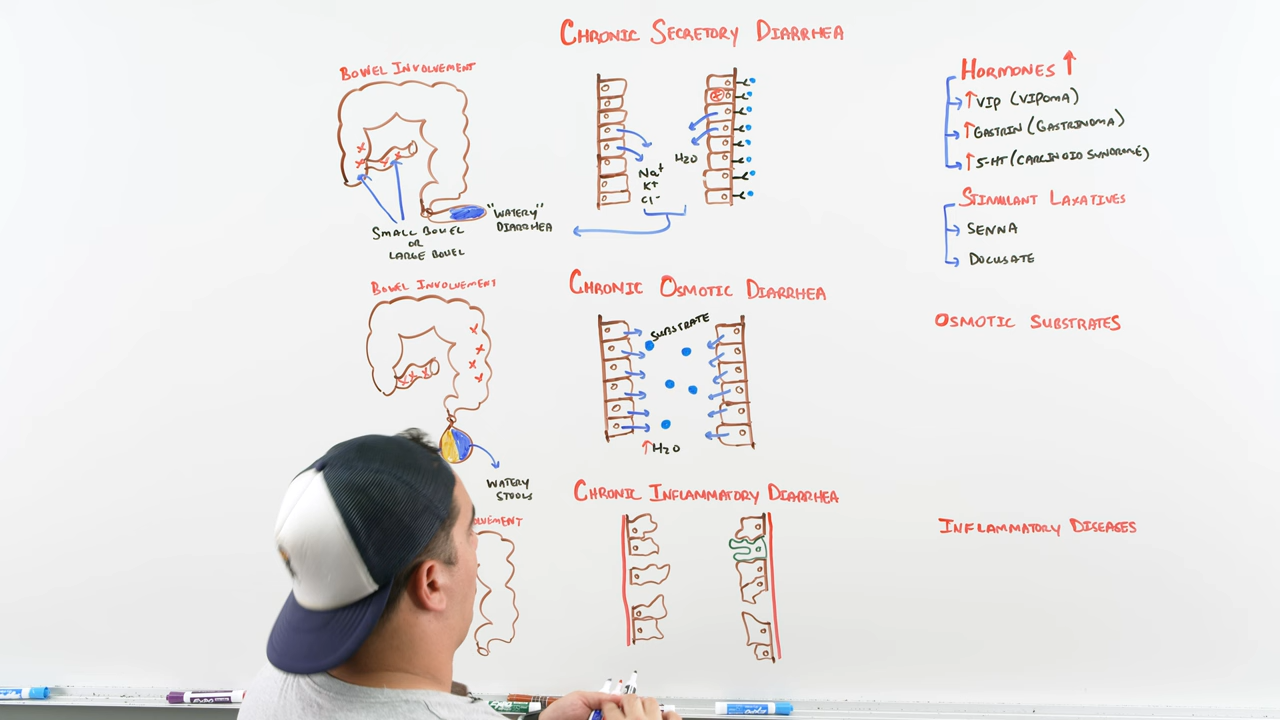 CHRONIC SECRETORY DIARRHEA
BOWEL INVOLVEMENT
SMALL BOWEL
OR
LARGE BOWEL
"WATERY"
DIARRHEA
Na+
K+
Cl-
H2O
HORMONES ↑
↑VIP (VIPOMA)
↑GASTRIN (GASTRINOMA)
↑5-HT (CARCINOID SYNDROME)
STIMULANT LAXATIVES
SENNA
DOCUSATE
CHRONIC OSMOTIC DIARRHEA
BOWEL INVOLVEMENT
WATERY
STOOLS
SUBSTRATE
↑H2O
OSMOTIC SUBSTRATES
CHRONIC INFLAMMATORY DIARRHEA
OLVEMENT
INFLAMMATORY DISEASES